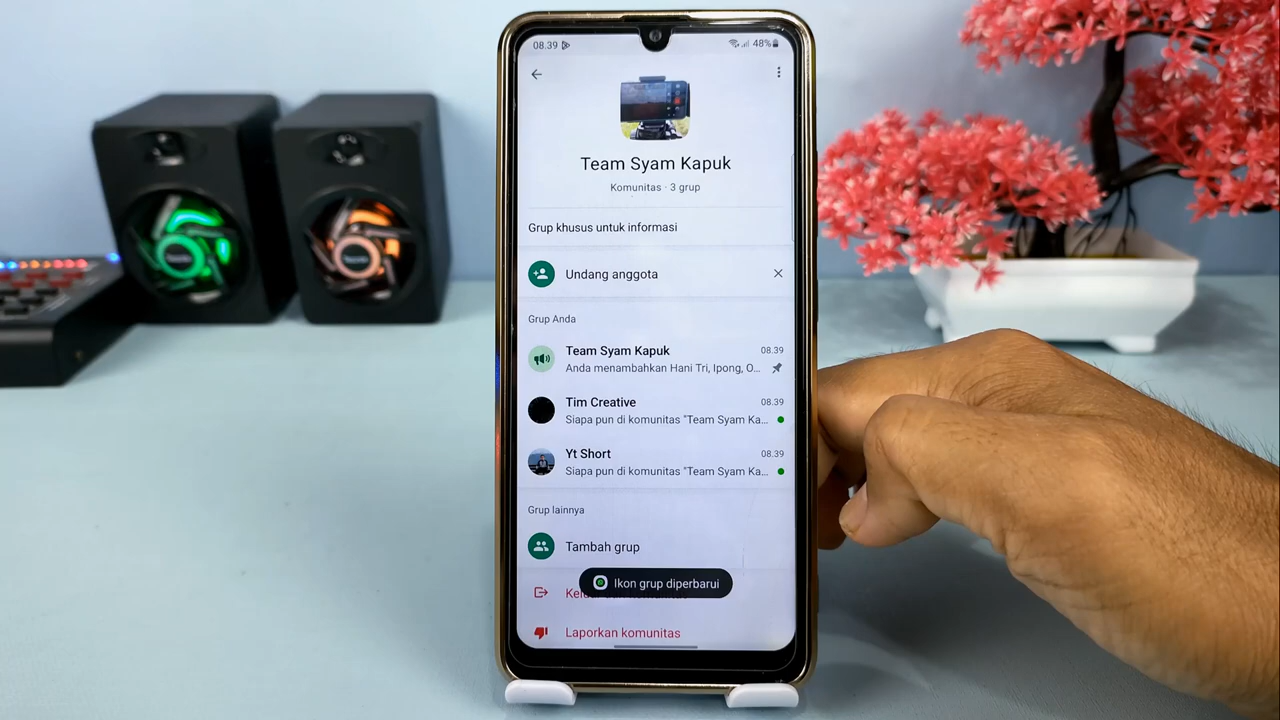 08.39 48%
Team Syam Kapuk
Komunitas · 3 grup
Grup khusus untuk informasi
Undang anggota
Grup Anda
Team Syam Kapuk 08.39
Anda menambahkan Hani Tri, Ipong, O...
Tim Creative 08.39
Siapa pun di komunitas "Team Syam Ka...
Yt Short 08.39
Siapa pun di komunitas "Team Syam Ka...
Grup lainnya
Tambah grup
Ikon grup diperbarui
Laporkan komunitas